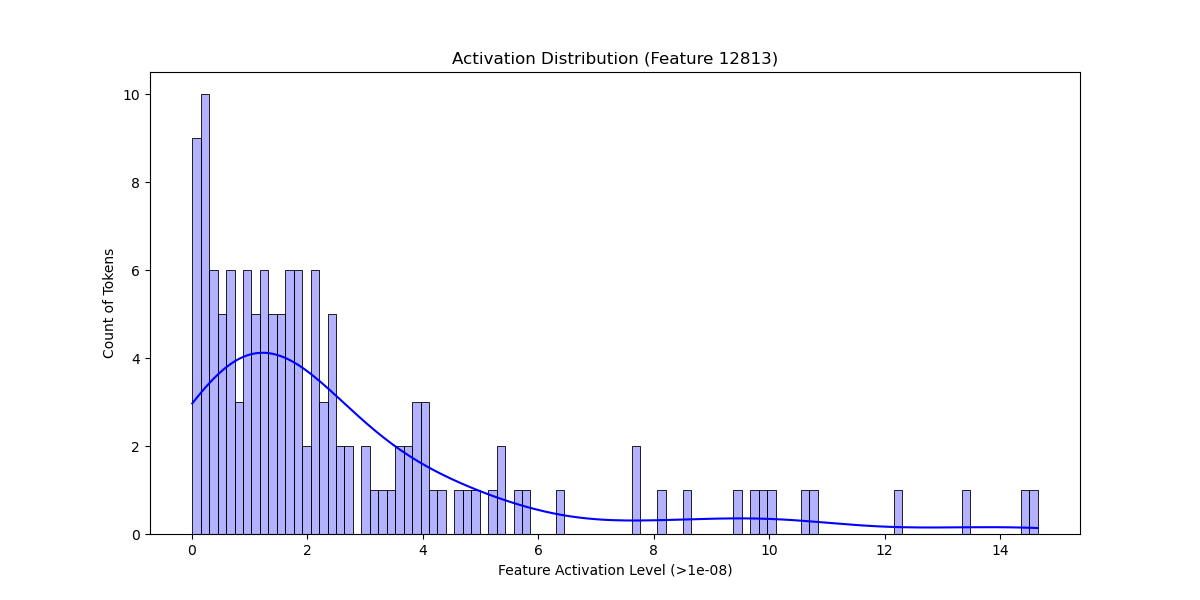 Activation Distribution (Feature 12813)
10
8
6
4
2
0
Count of Tokens
0 2 4 6 8 10 12 14
Feature Activation Level (>1e-08)